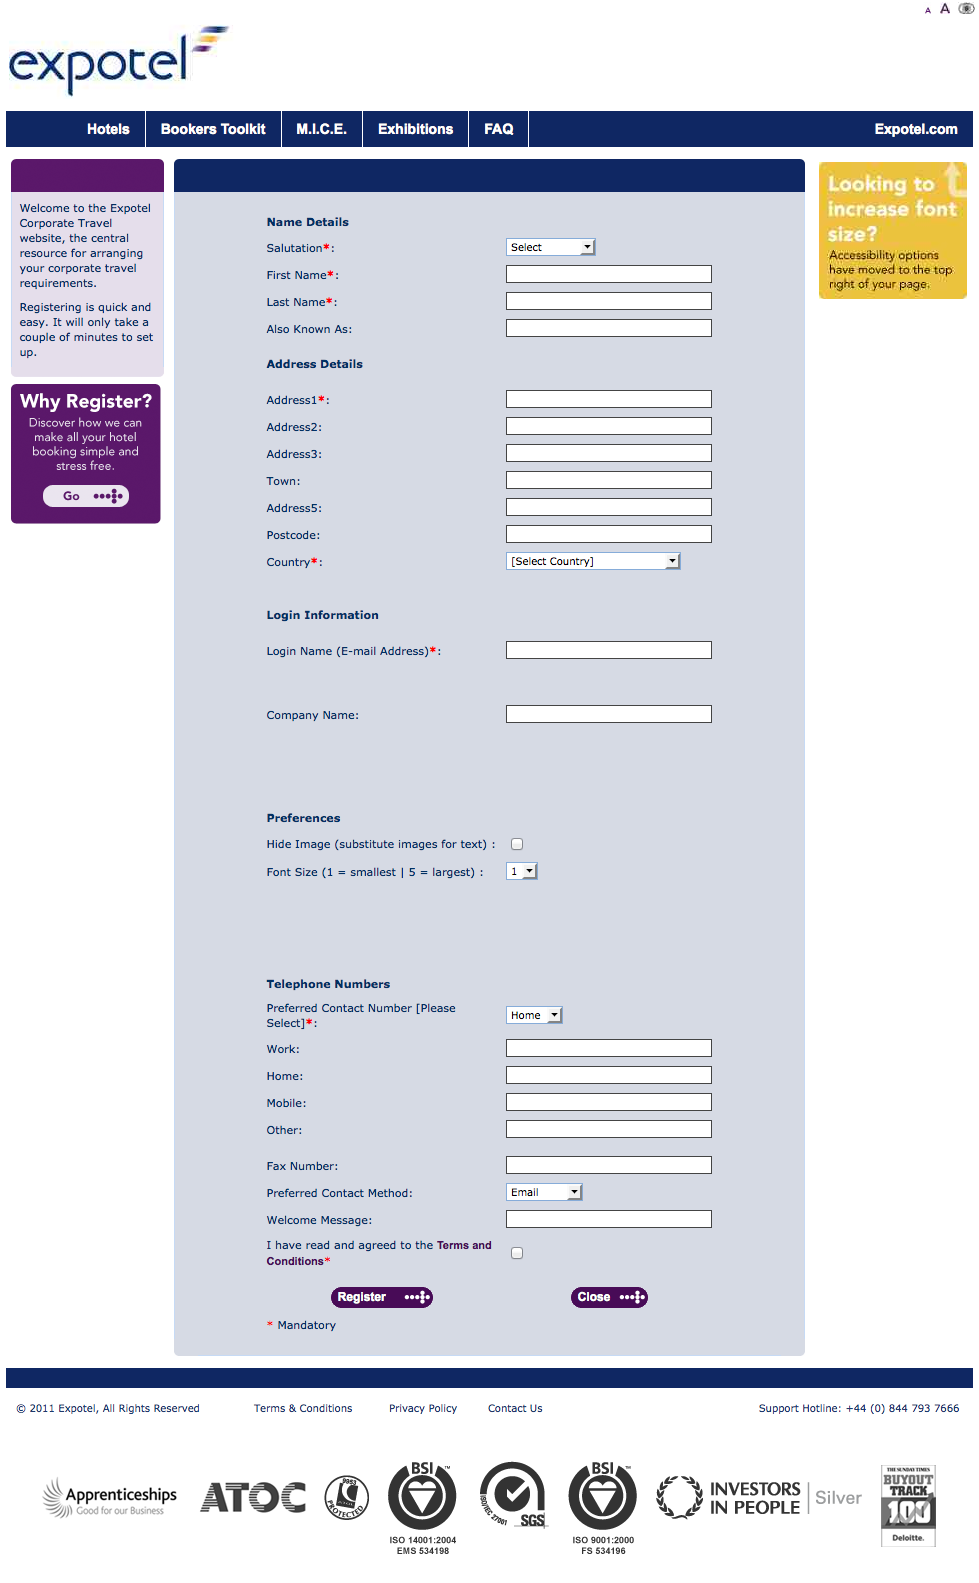 A A
expotel
Hotels Bookers Toolkit M.I.C.E. Exhibitions FAQ Expotel.com
Welcome to the Expotel
Corporate Travel
website, the central
resource for arranging
your corporate travel
requirements.
Registering is quick and
easy. It will only take a
couple of minutes to set
up.
Why Register?
Discover how we can
make all your hotel
booking simple and
stress free.
Go
Name Details
Salutation*: Select
First Name*:
Last Name*:
Also Known As:
Address Details
Address1*:
Address2:
Address3:
Town:
Address5:
Postcode:
Country*: [Select Country]
Login Information
Login Name (E-mail Address)*:
Company Name:
Preferences
Hide Image (substitute images for text) :
Font Size (1 = smallest | 5 = largest) : 1
Telephone Numbers
Preferred Contact Number [Please
Select]*: Home
Work:
Home:
Mobile:
Other:
Fax Number:
Preferred Contact Method: Email
Welcome Message:
I have read and agreed to the Terms and
Conditions*
Register Close
* Mandatory
Looking to
increase font
size?
Accessibility options
have moved to the top
right of your page.
© 2011 Expotel, All Rights Reserved Terms & Conditions Privacy Policy Contact Us Support Hotline: +44 (0) 844 793 7666
Apprenticeships
Good for our Business
ATOC
9953
PROTECTED
BSI
TM
ISO 14001:2004
EMS 534198
ISO/IEC 27001
SGS
BSI
TM
ISO 9001:2000
FS 534196
INVESTORS
IN PEOPLE
Silver
THE SUNDAY TIMES
BUYOUT
TRACK
100
Deloitte.